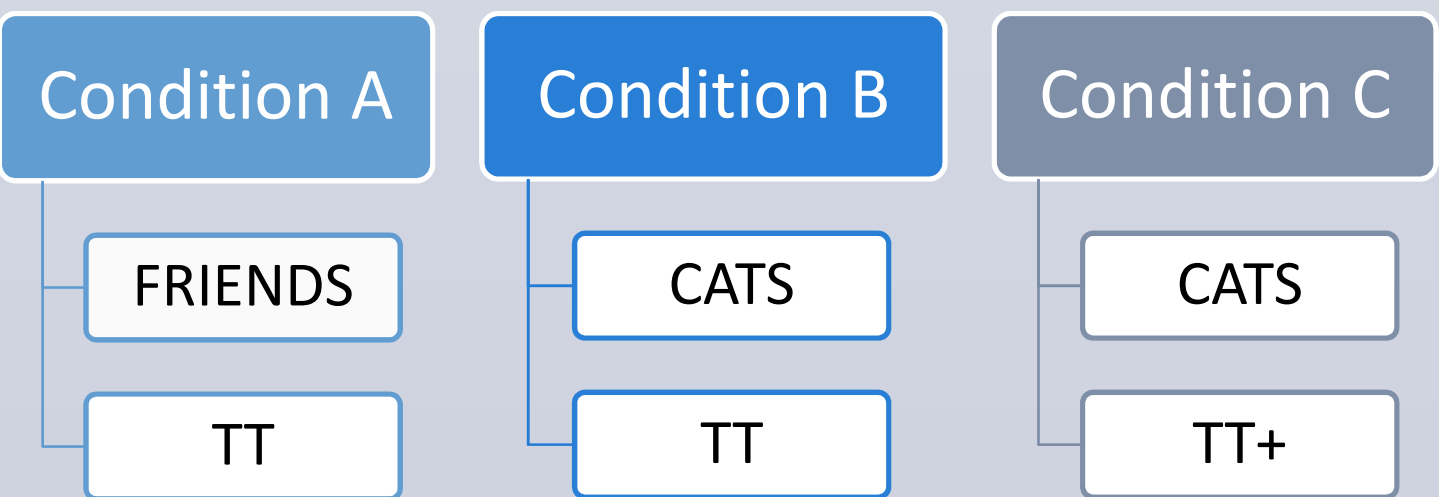 Condition A
FRIENDS
TT
Condition B
CATS
TT
Condition C
CATS
TT+